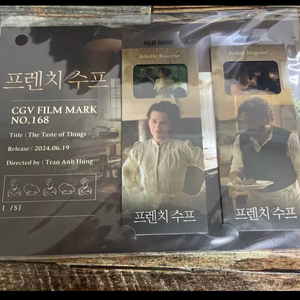 프렌치 수프
CGV FILM MARK
NO.168
Title : The Taste of Things
Release : 2024.06.19
Directed by : Tran Anh Hung
[ /5]
FILM MARK
Juliette Binoche
프렌치 수프
Benoît Magimel
프렌치 수프